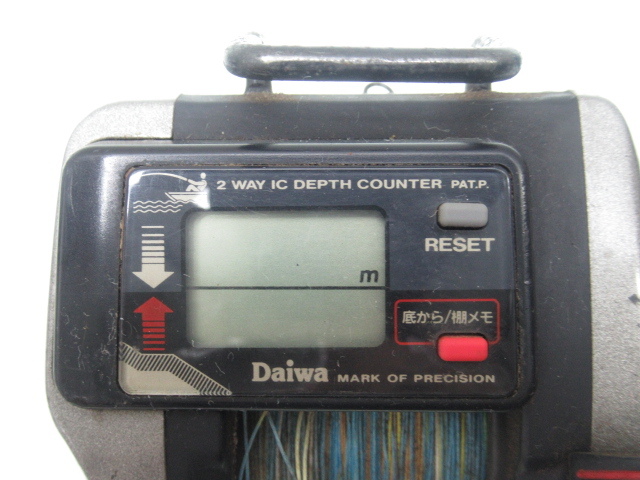 2 WAY IC DEPTH COUNTER PAT.P.
RESET
m
底から/棚メモ
Daiwa MARK OF PRECISION